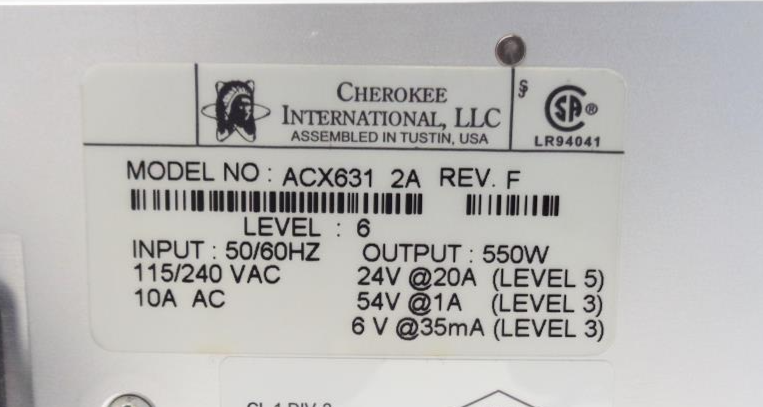 CHEROKEE
INTERNATIONAL, LLC
ASSEMBLED IN TUSTIN, USA
SA®
LR94041
MODEL NO : ACX631 2A REV. F
LEVEL : 6
INPUT : 50/60HZ OUTPUT : 550W
115/240 VAC 24V @20A (LEVEL 5)
10A AC 54V @1A (LEVEL 3)
6 V @35mA (LEVEL 3)